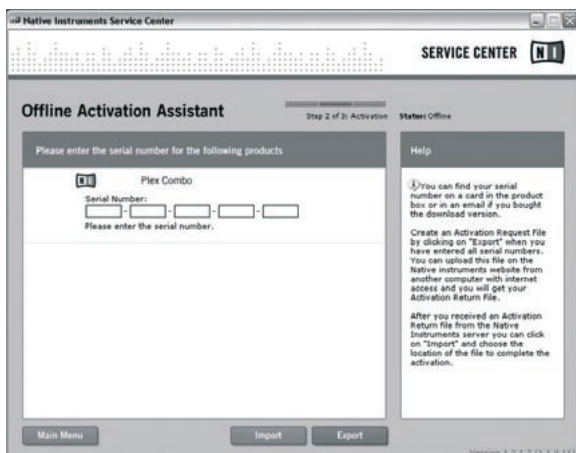 Native Instruments Service Center
SERVICE CENTER
Offline Activation Assistant
Step 2 of 3: Activation
Status: Offline
Please enter the serial number for the following products
Plex Combo
Serial Number:
Please enter the serial number.
Help
You can find your serial
number on a card in the product
box or in an email if you bought
the download version.
Create an Activation Request File
by clicking on "Export" when you
have entered all serial numbers.
You can upload this file on the
Native instruments website from
another computer with internet
access and you will get your
Activation Return File.
After you received an Activation
Return file from the Native
Instruments server you can click
on "Import" and choose the
location of the file to complete the
activation.
Main Menu
Import
Export